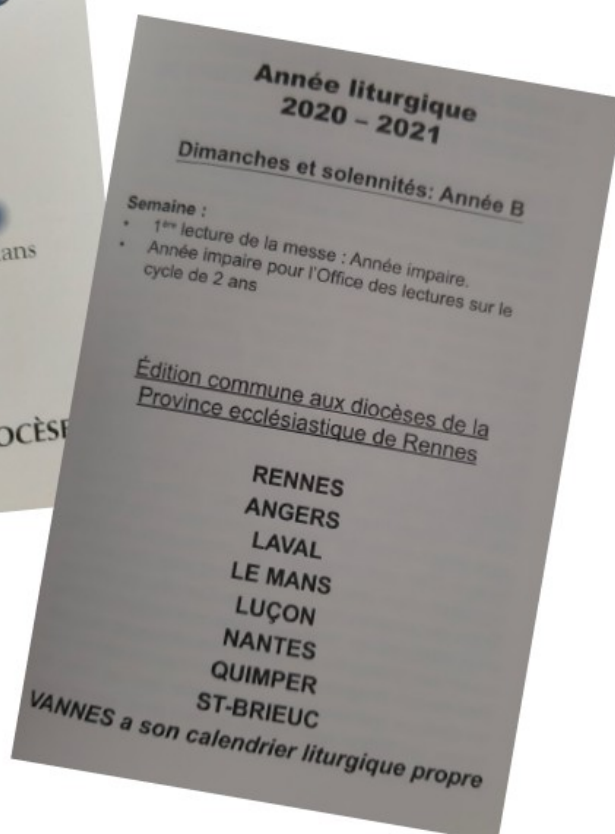 ans
OCÈSE
Année liturgique
2020 – 2021
Dimanches et solennités: Année B
Semaine :
• 1ère lecture de la messe : Année impaire.
• Année impaire pour l'Office des lectures sur le
cycle de 2 ans
Édition commune aux diocèses de la
Province ecclésiastique de Rennes
RENNES
ANGERS
LAVAL
LE MANS
LUÇON
NANTES
QUIMPER
ST-BRIEUC
VANNES a son calendrier liturgique propre